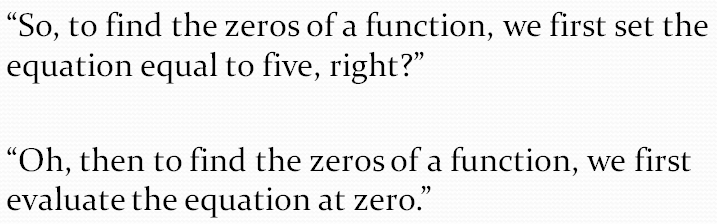 “So, to find the zeros of a function, we first set the
equation equal to five, right?”
“Oh, then to find the zeros of a function, we first
evaluate the equation at zero.”